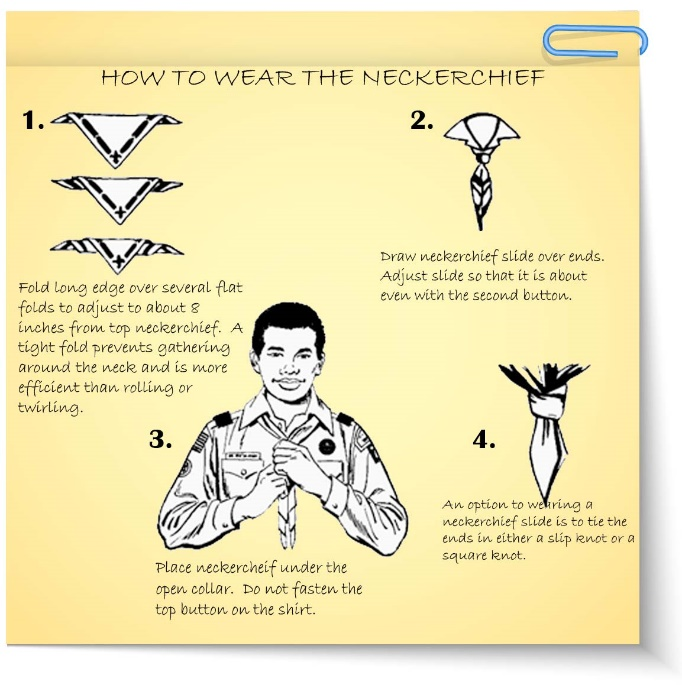 HOW TO WEAR THE NECKERCHIEF
1.
Fold long edge over several flat
folds to adjust to about 8
inches from top neckerchief. A
tight fold prevents gathering
around the neck and is more
efficient than rolling or
twirling.
2.
Draw neckerchief slide over ends.
Adjust slide so that it is about
even with the second button.
3.
Place neckercheif under the
open collar. Do not fasten the
top button on the shirt.
4.
An option to wearing a
neckerchief slide is to tie the
ends in either a slip knot or a
square knot.